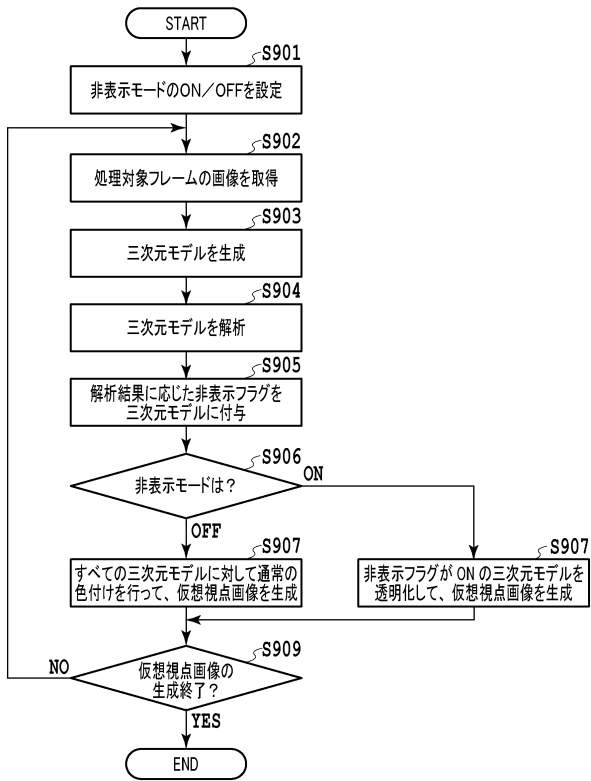 START
S901
非表示モードのON／OFFを設定
S902
処理対象フレームの画像を取得
S903
三次元モデルを生成
S904
三次元モデルを解析
S905
解析結果に応じた非表示フラグを
三次元モデルに付与
S906
非表示モードは？
ON
OFF
S907
すべての三次元モデルに対して通常の
色付けを行って、仮想視点画像を生成
S907
非表示フラグが ON の三次元モデルを
透明化して、仮想視点画像を生成
S909
仮想視点画像の
生成終了？
NO
YES
END